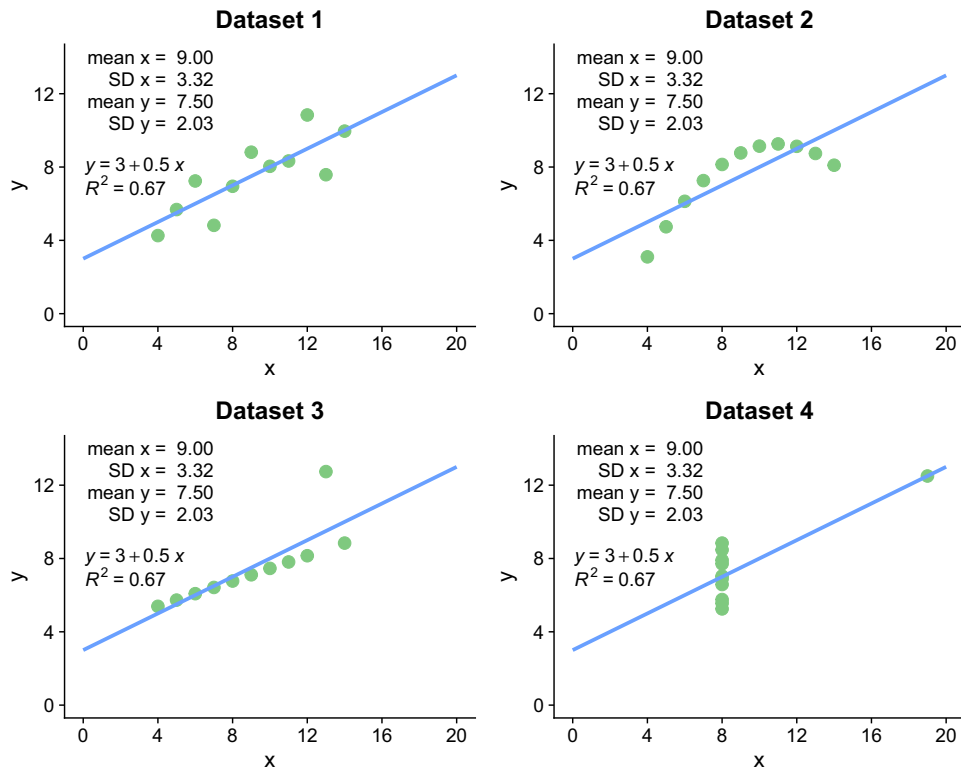 Dataset 1
mean x = 9.00
SD x = 3.32
mean y = 7.50
SD y = 2.03
y = 3 + 0.5 x
R² = 0.67
12
8
4
0
y
0 4 8 12 16 20
x
Dataset 2
mean x = 9.00
SD x = 3.32
mean y = 7.50
SD y = 2.03
y = 3 + 0.5 x
R² = 0.67
12
8
4
0
y
0 4 8 12 16 20
x
Dataset 3
mean x = 9.00
SD x = 3.32
mean y = 7.50
SD y = 2.03
y = 3 + 0.5 x
R² = 0.67
12
8
4
0
y
0 4 8 12 16 20
x
Dataset 4
mean x = 9.00
SD x = 3.32
mean y = 7.50
SD y = 2.03
y = 3 + 0.5 x
R² = 0.67
12
8
4
0
y
0 4 8 12 16 20
x